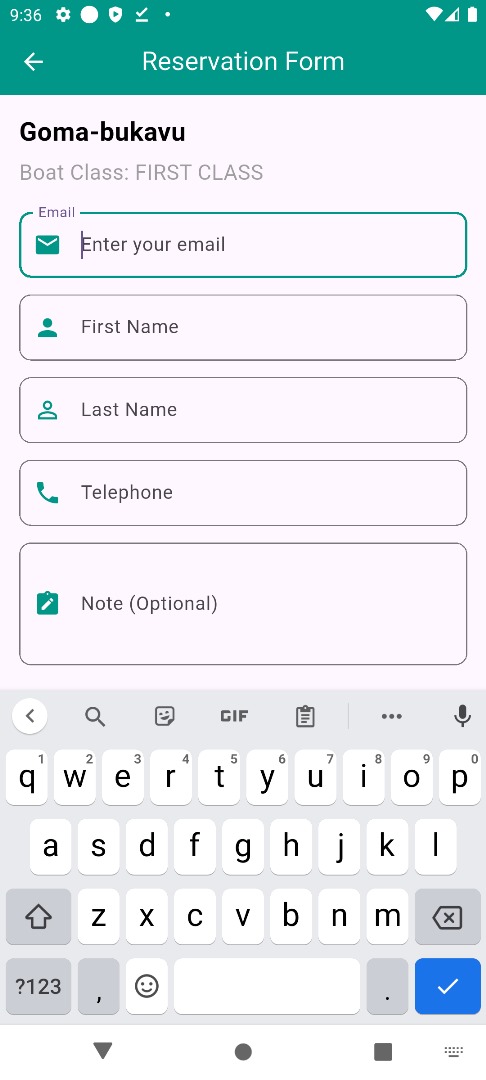 9:36
Reservation Form
Goma-bukavu
Boat Class: FIRST CLASS
Email
Enter your email
First Name
Last Name
Telephone
Note (Optional)
GIF
q1 w2 e3 r4 t5 y6 u7 i8 o9 p0
a s d f g h j k l
z x c v b n m
?123 , .